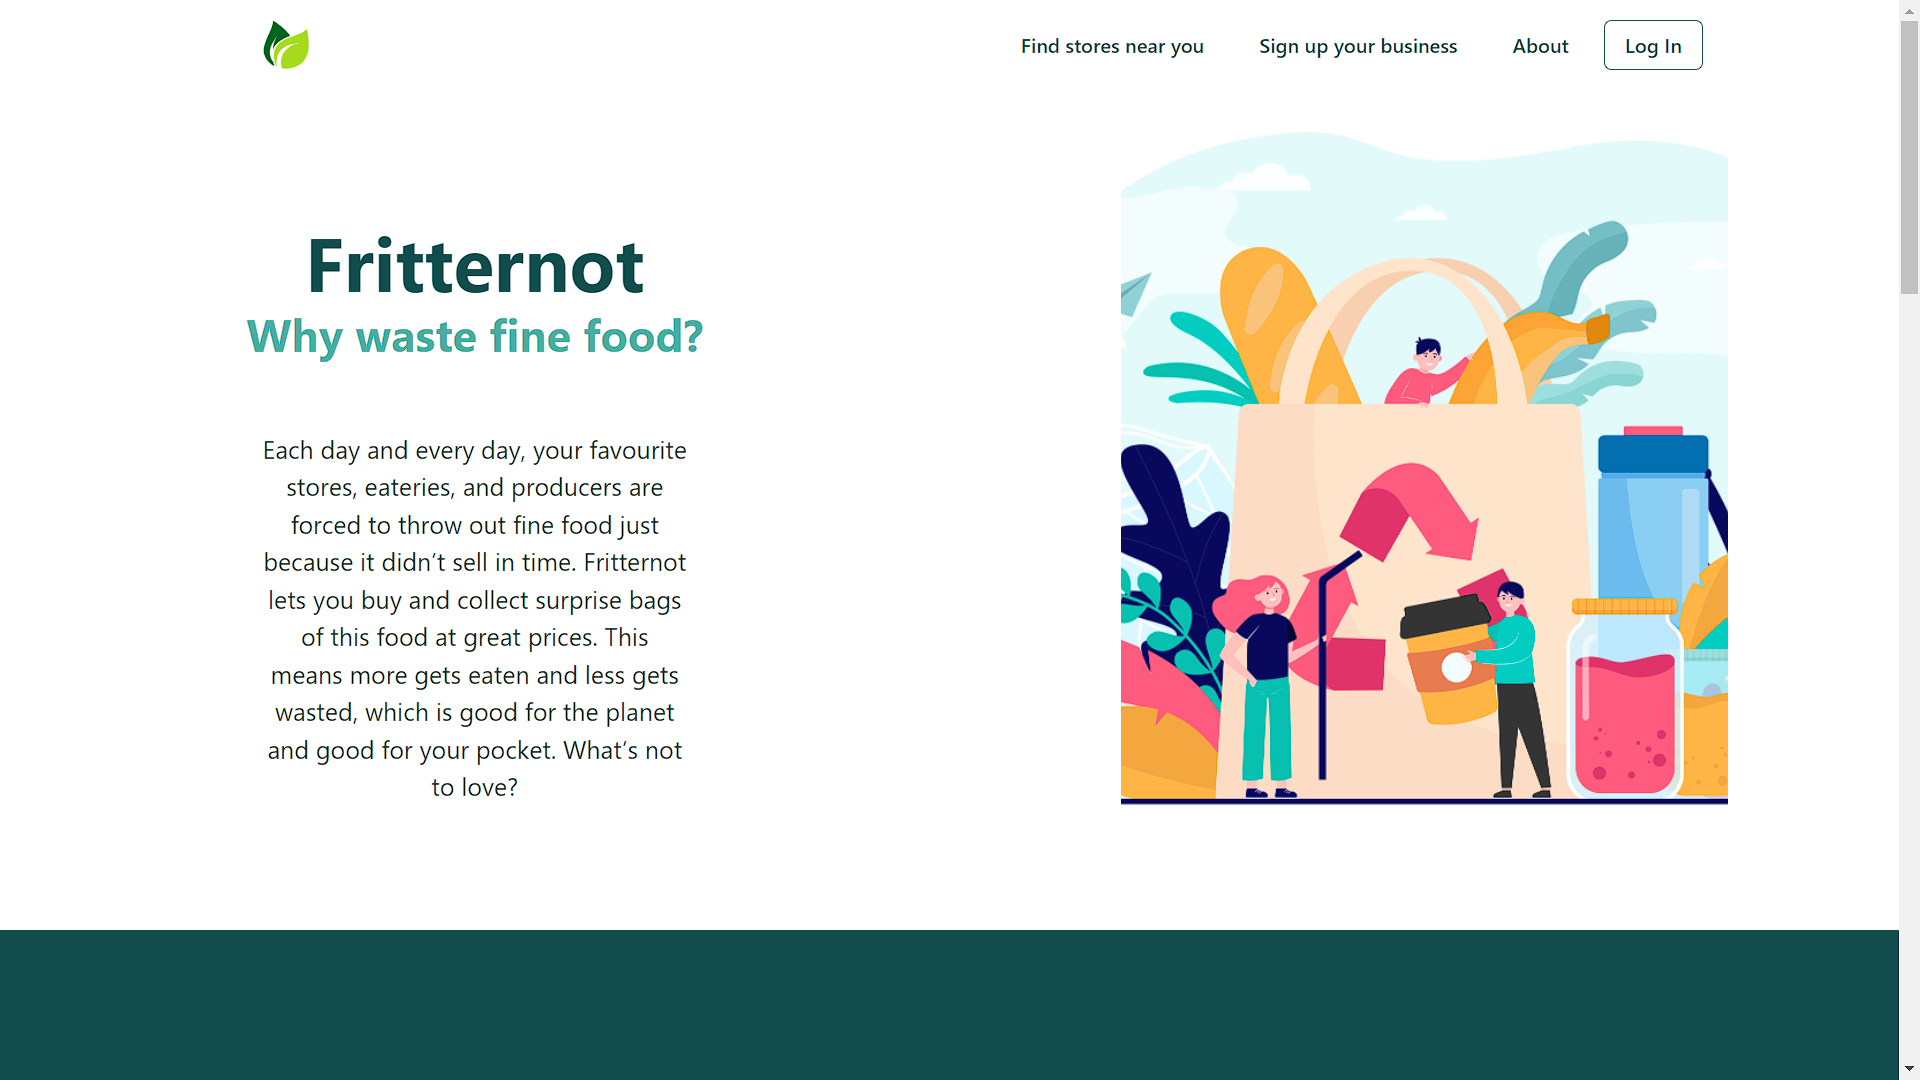 Find stores near you
Sign up your business
About
Log In
Fritternot
Why waste fine food?
Each day and every day, your favourite
stores, eateries, and producers are
forced to throw out fine food just
because it didn’t sell in time. Fritternot
lets you buy and collect surprise bags
of this food at great prices. This
means more gets eaten and less gets
wasted, which is good for the planet
and good for your pocket. What’s not
to love?